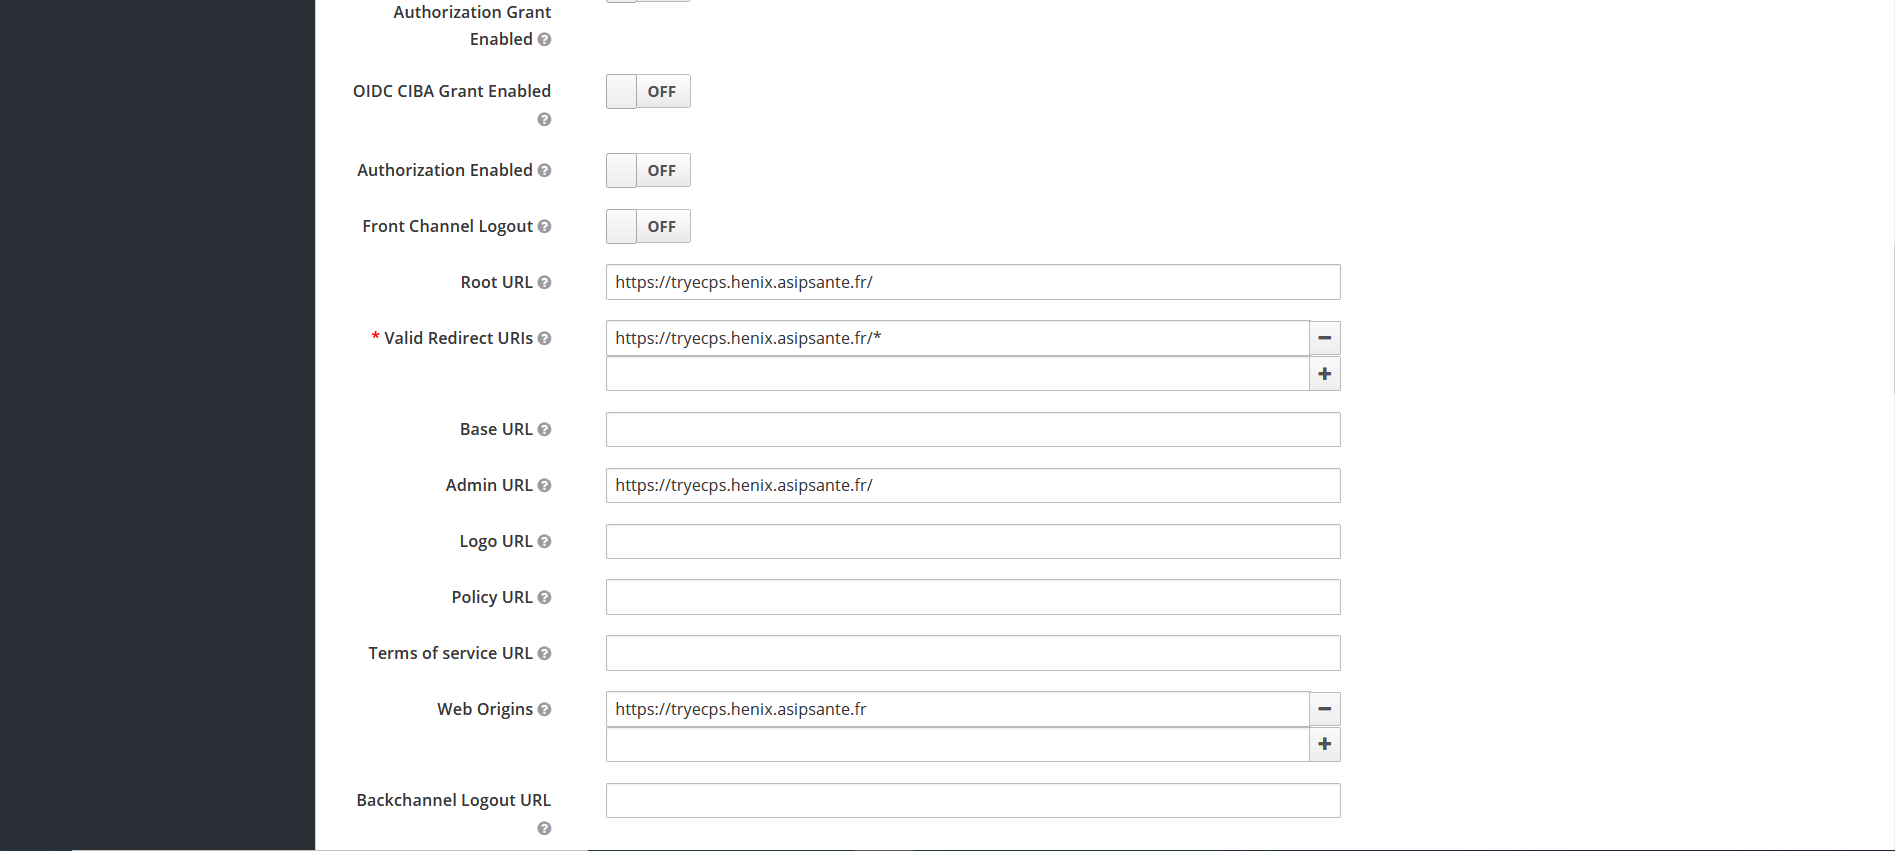 Authorization Grant
Enabled
OIDC CIBA Grant Enabled
OFF
Authorization Enabled
OFF
Front Channel Logout
OFF
Root URL
https://tryecps.henix.asipsante.fr/
* Valid Redirect URIs
https://tryecps.henix.asipsante.fr/*
Base URL
Admin URL
https://tryecps.henix.asipsante.fr/
Logo URL
Policy URL
Terms of service URL
Web Origins
https://tryecps.henix.asipsante.fr
Backchannel Logout URL